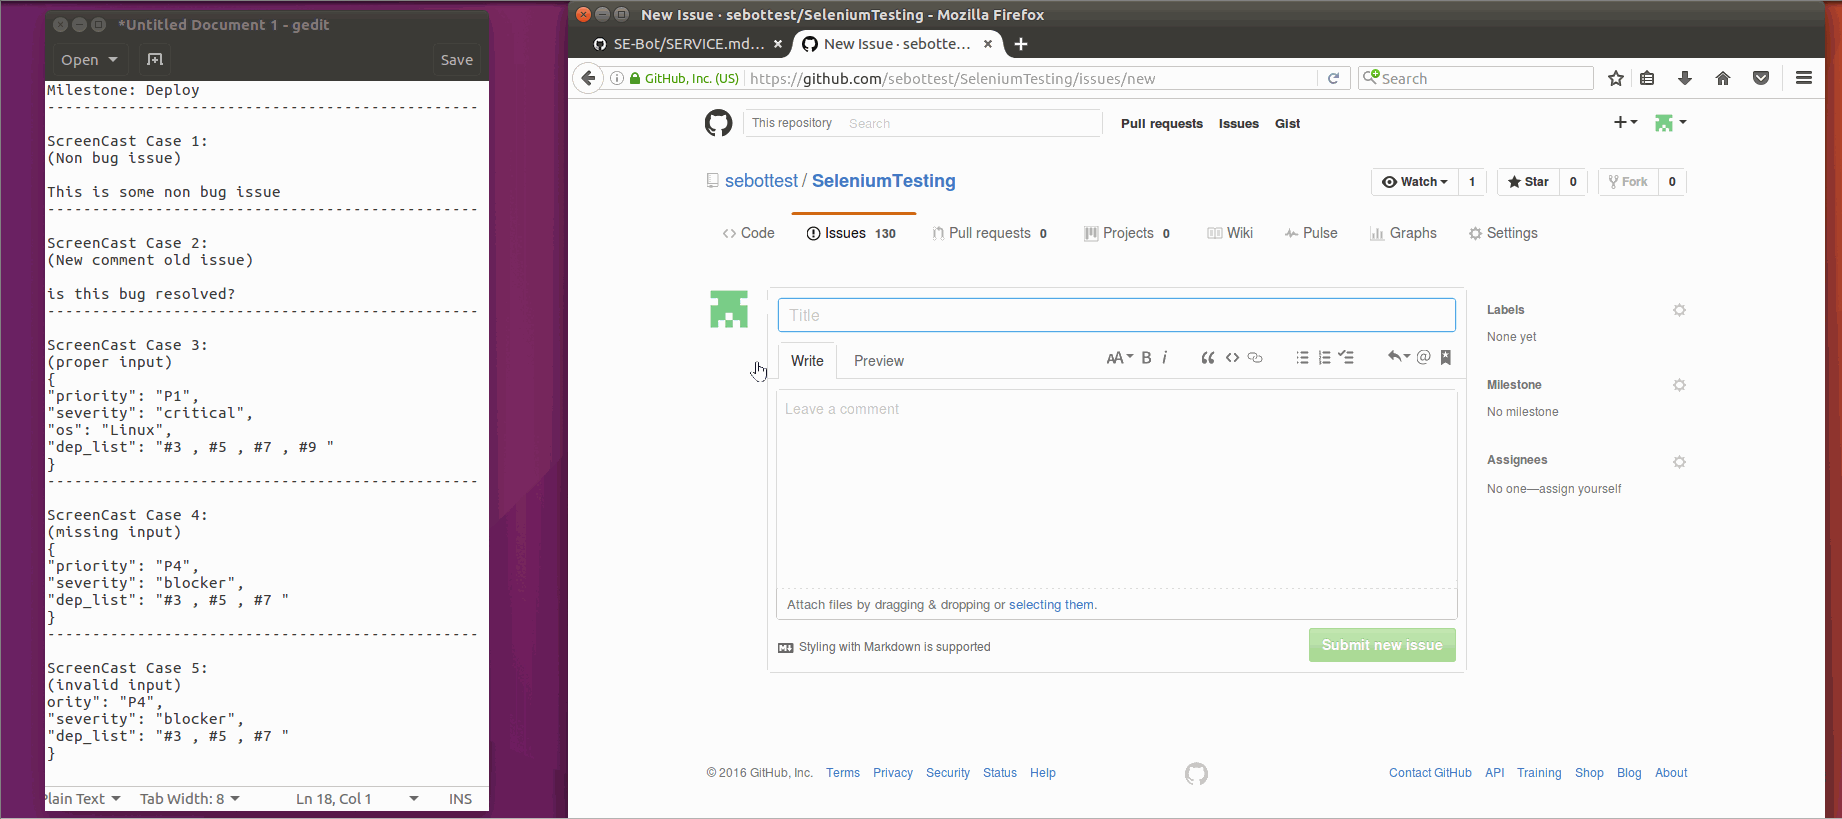 *Untitled Document 1 - gedit
Open
Save
Milestone: Deploy
------------------------------------------------
ScreenCast Case 1:
(Non bug issue)
This is some non bug issue
------------------------------------------------
ScreenCast Case 2:
(New comment old issue)
is this bug resolved?
------------------------------------------------
ScreenCast Case 3:
(proper input)
{
"priority": "P1",
"severity": "critical",
"os": "Linux",
"dep_list": "#3 , #5 , #7 , #9 "
}
------------------------------------------------
ScreenCast Case 4:
(missing input)
{
"priority": "P4",
"severity": "blocker",
"dep_list": "#3 , #5 , #7 "
}
------------------------------------------------
ScreenCast Case 5:
(invalid input)
ority": "P4",
"severity": "blocker",
"dep_list": "#3 , #5 , #7 "
}
Plain Text Tab Width: 8 Ln 18, Col 1 INS
New Issue · sebottest/SeleniumTesting - Mozilla Firefox
SE-Bot/SERVICE.md... New Issue · sebotte...
GitHub, Inc. (US) https://github.com/sebottest/SeleniumTesting/issues/new Search
This repository Search Pull requests Issues Gist
sebottest / SeleniumTesting Watch 1 Star 0 Fork 0
Code Issues 130 Pull requests 0 Projects 0 Wiki Pulse Graphs Settings
Title
Write Preview AA B i @
Leave a comment
Attach files by dragging & dropping or selecting them.
Styling with Markdown is supported Submit new issue
Labels
None yet
Milestone
No milestone
Assignees
No one—assign yourself
© 2016 GitHub, Inc. Terms Privacy Security Status Help Contact GitHub API Training Shop Blog About